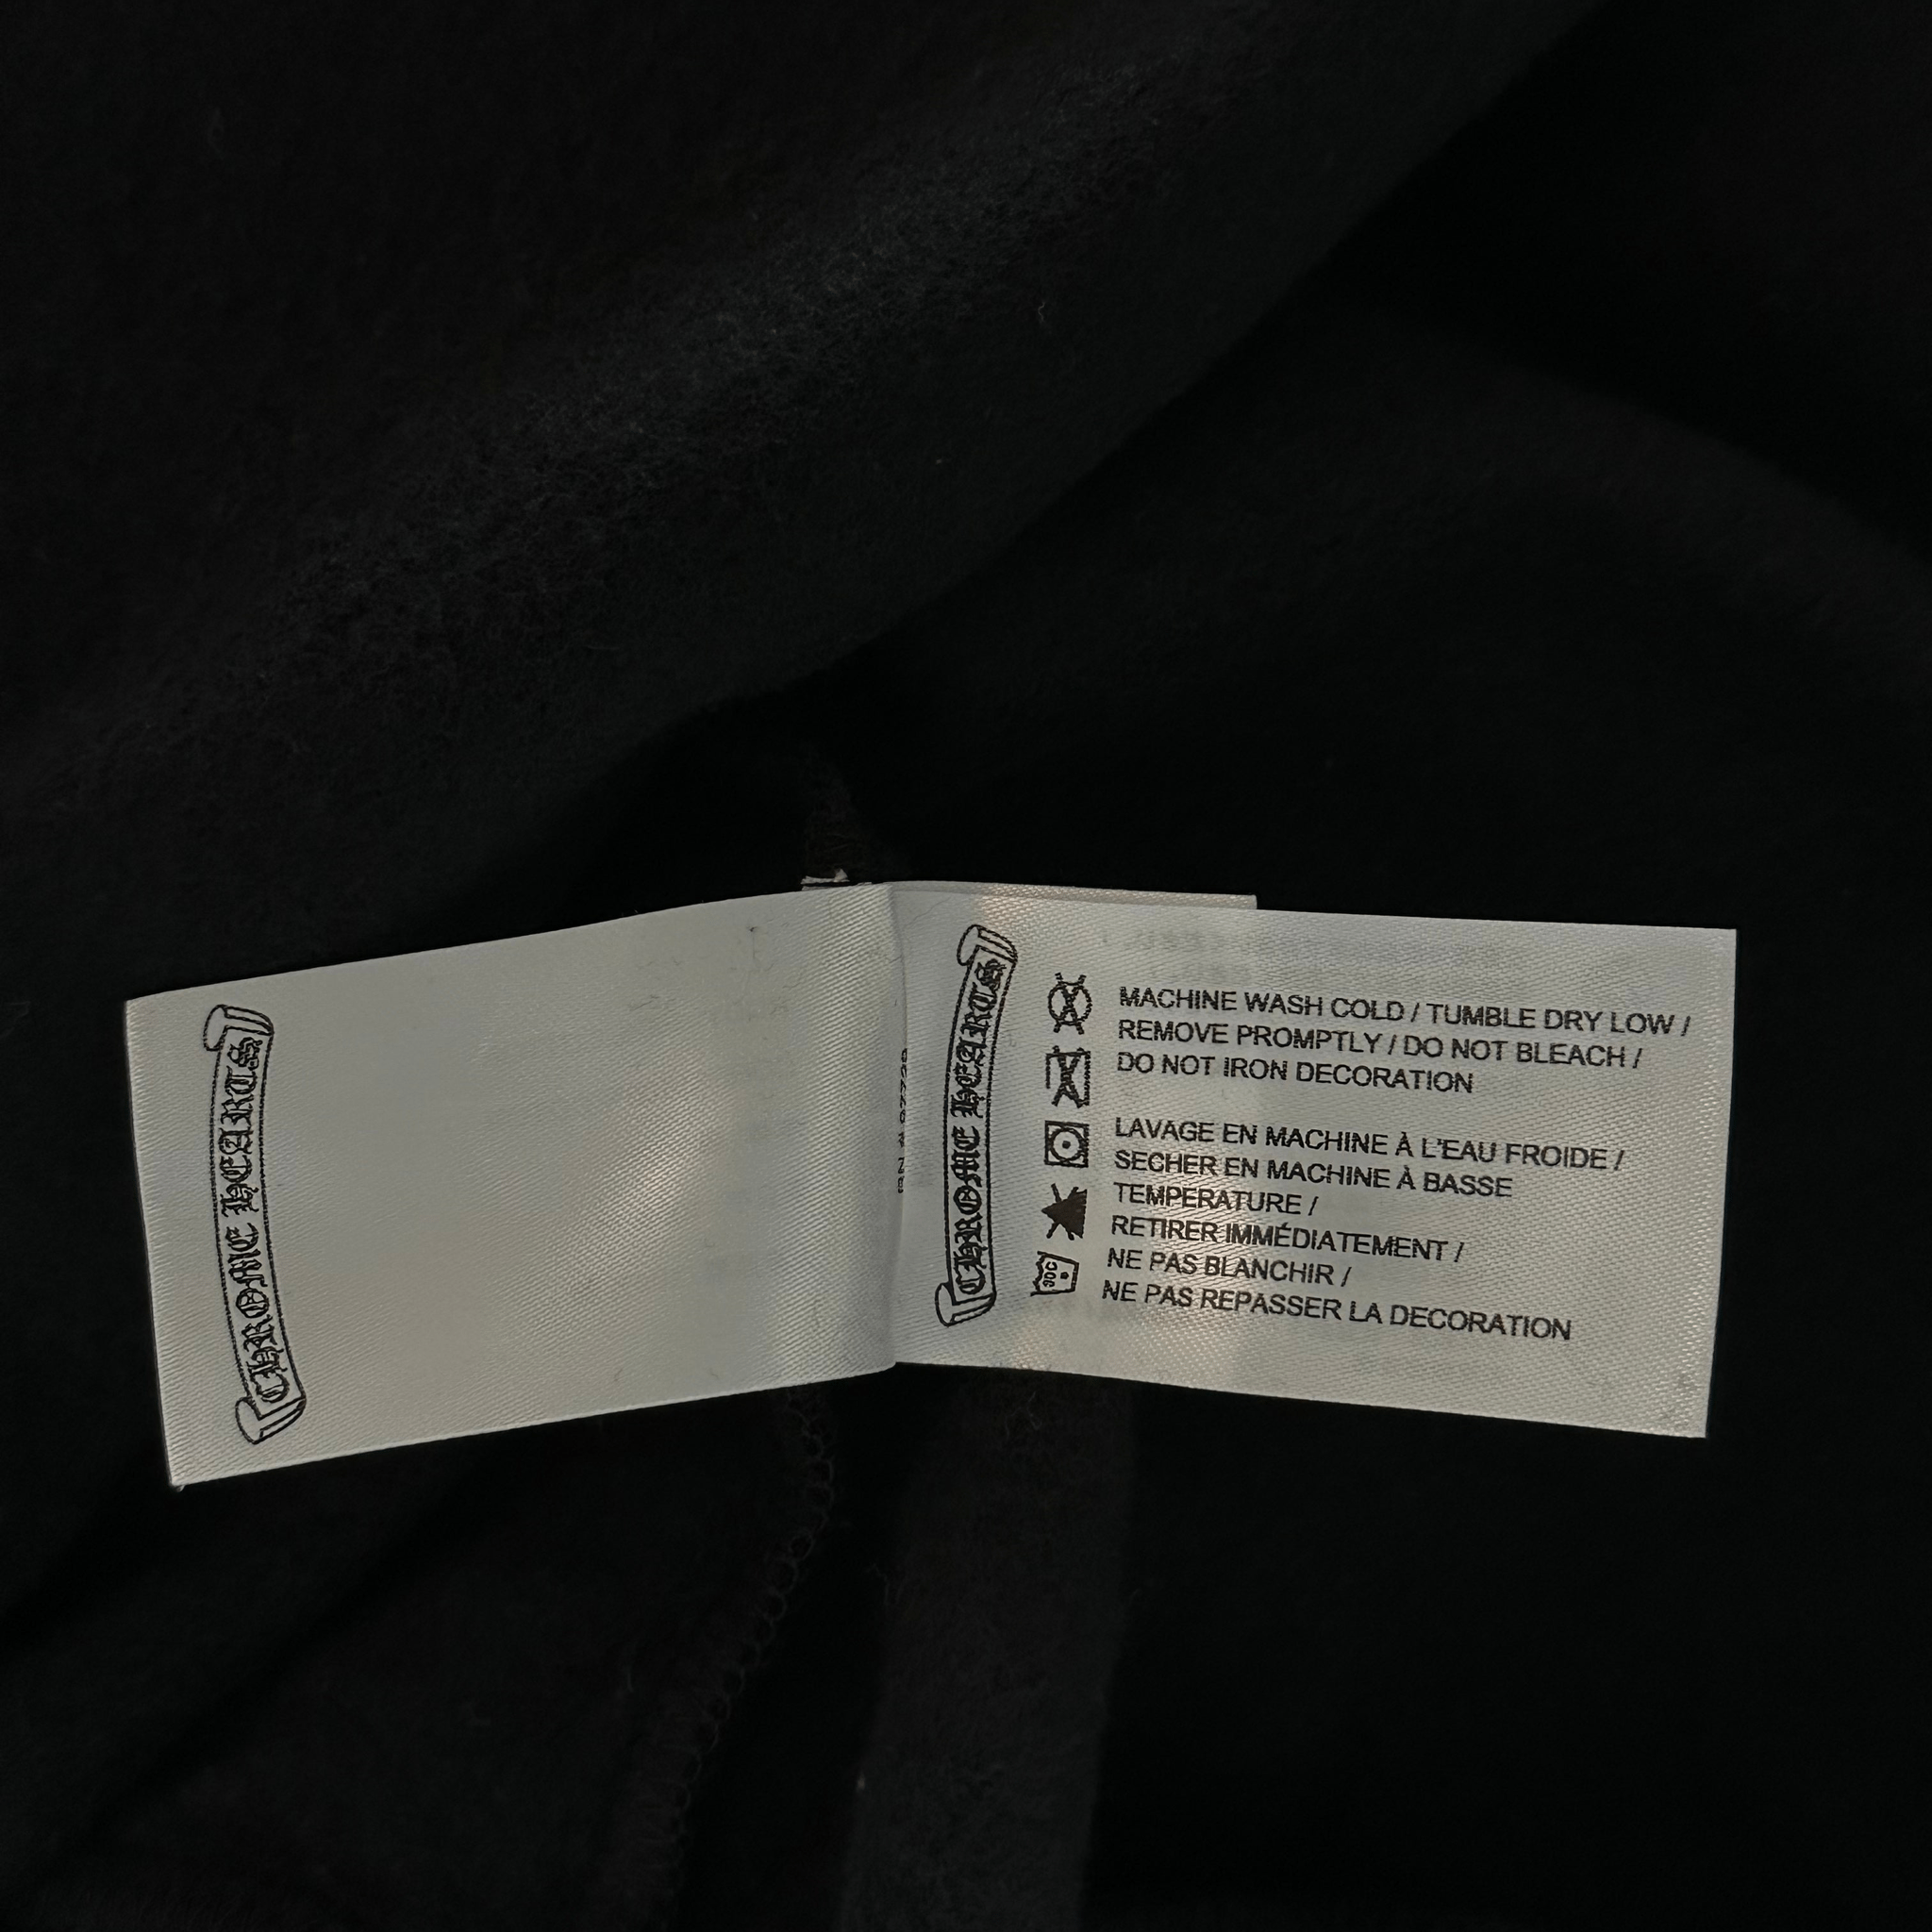 CHROME HEARTS
CHROME HEARTS
MACHINE WASH COLD / TUMBLE DRY LOW /
REMOVE PROMPTLY / DO NOT BLEACH /
DO NOT IRON DECORATION
LAVAGE EN MACHINE À L'EAU FROIDE /
SECHER EN MACHINE À BASSE
TEMPERATURE /
RETIRER IMMÉDIATEMENT /
NE PAS BLANCHIR /
NE PAS REPASSER LA DECORATION
30C